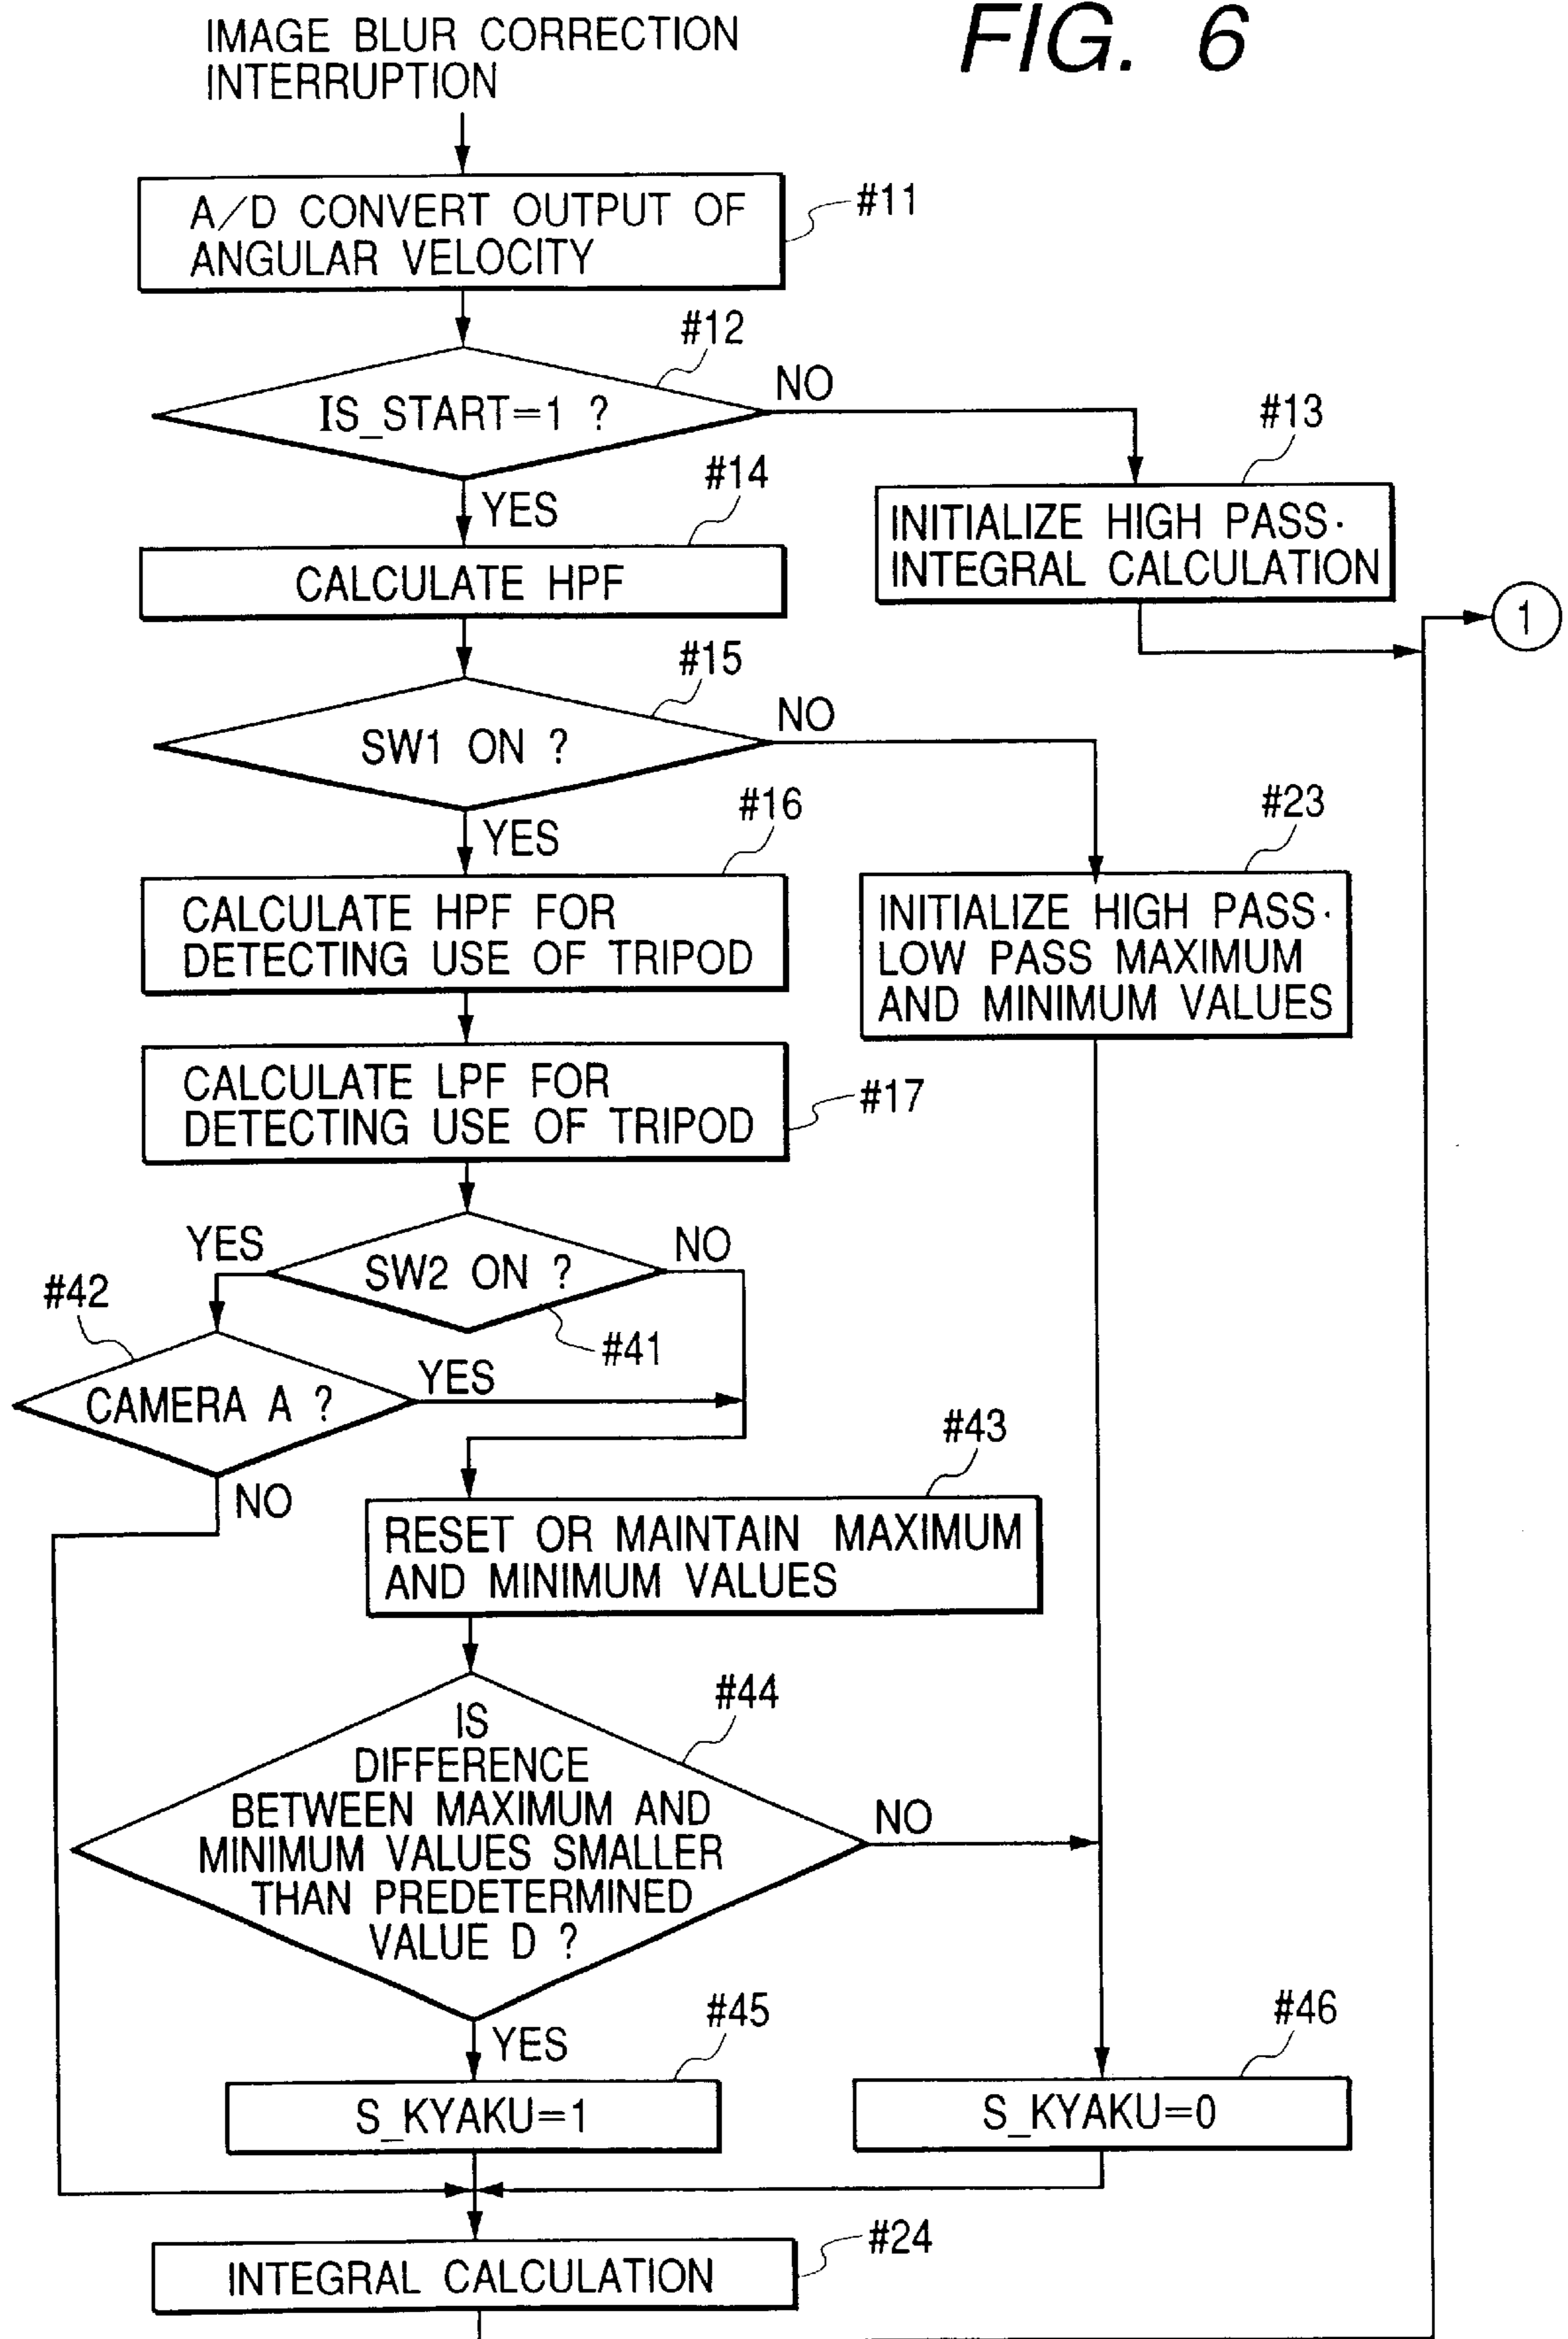 FIG. 6
IMAGE BLUR CORRECTION
INTERRUPTION
A/D CONVERT OUTPUT OF
ANGULAR VELOCITY
#11
#12
IS_START=1 ?
NO
YES
#13
INITIALIZE HIGH PASS·
INTEGRAL CALCULATION
1
#14
CALCULATE HPF
#15
SW1 ON ?
NO
YES
#16
CALCULATE HPF FOR
DETECTING USE OF TRIPOD
#23
INITIALIZE HIGH PASS·
LOW PASS MAXIMUM
AND MINIMUM VALUES
CALCULATE LPF FOR
DETECTING USE OF TRIPOD
#17
YES
SW2 ON ?
NO
#41
#42
CAMERA A ?
YES
NO
#43
RESET OR MAINTAIN MAXIMUM
AND MINIMUM VALUES
#44
IS
DIFFERENCE
BETWEEN MAXIMUM AND
MINIMUM VALUES SMALLER
THAN PREDETERMINED
VALUE D ?
NO
YES
#45
S_KYAKU=1
#46
S_KYAKU=0
#24
INTEGRAL CALCULATION